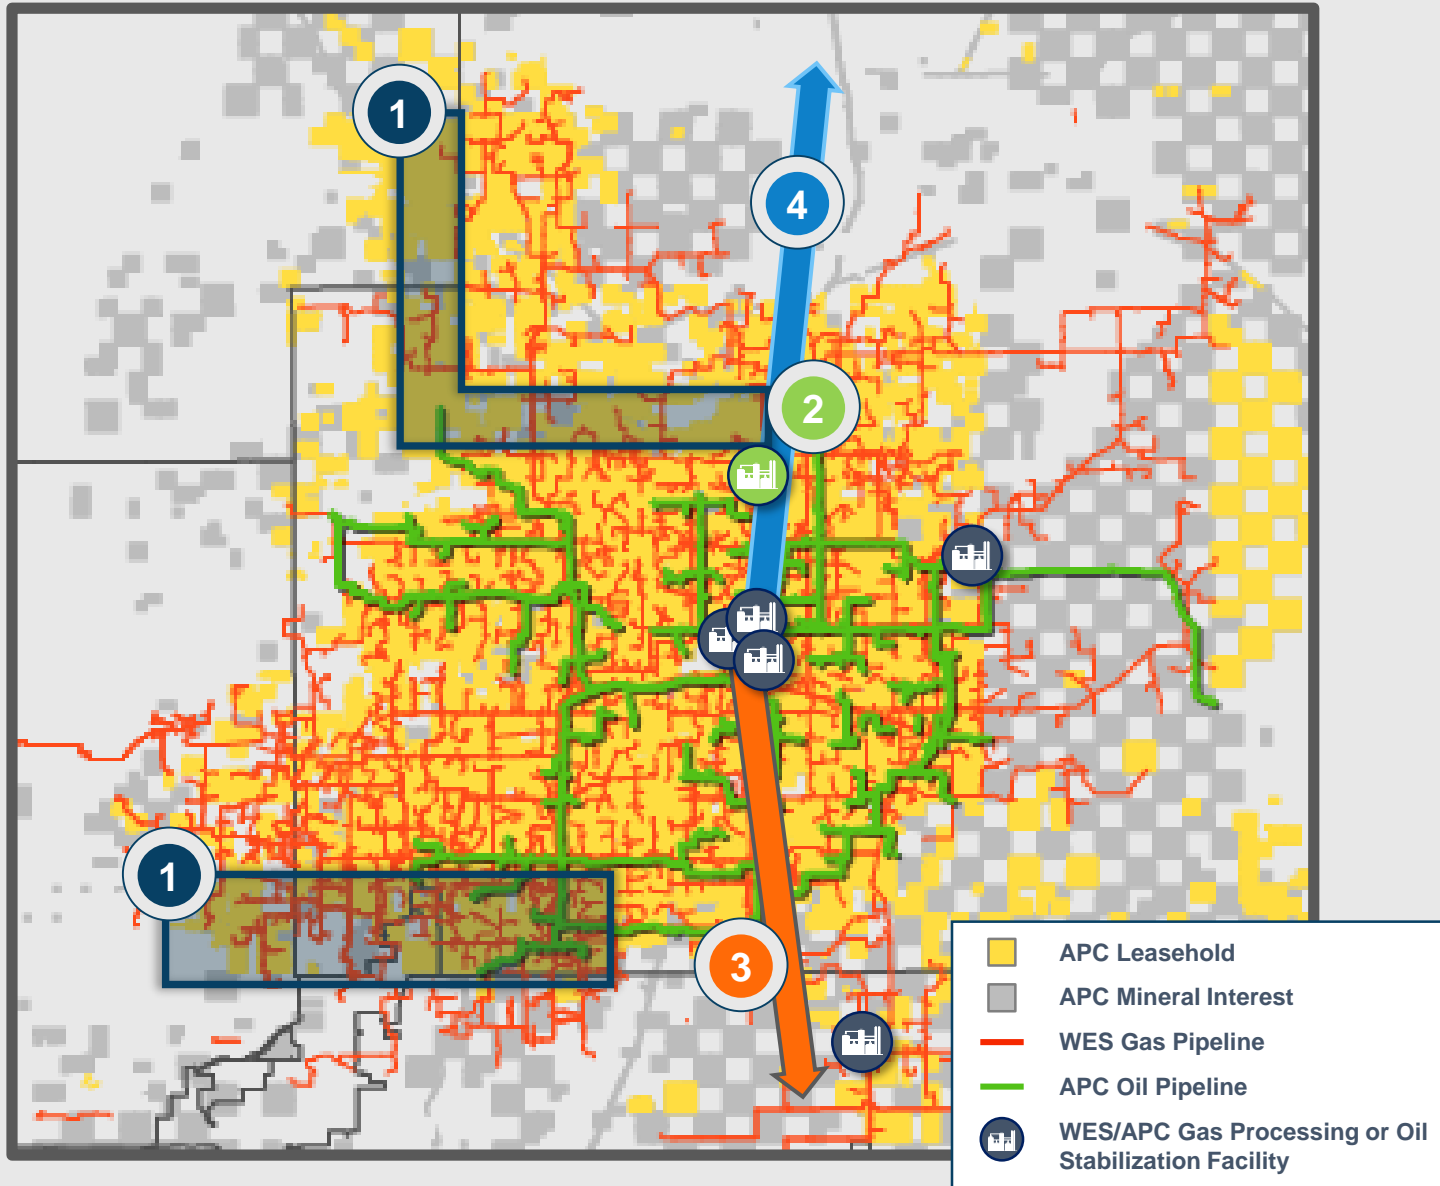 1
4
2
1
3
APC Leasehold
APC Mineral Interest
WES Gas Pipeline
APC Oil Pipeline
WES/APC Gas Processing or Oil
Stabilization Facility